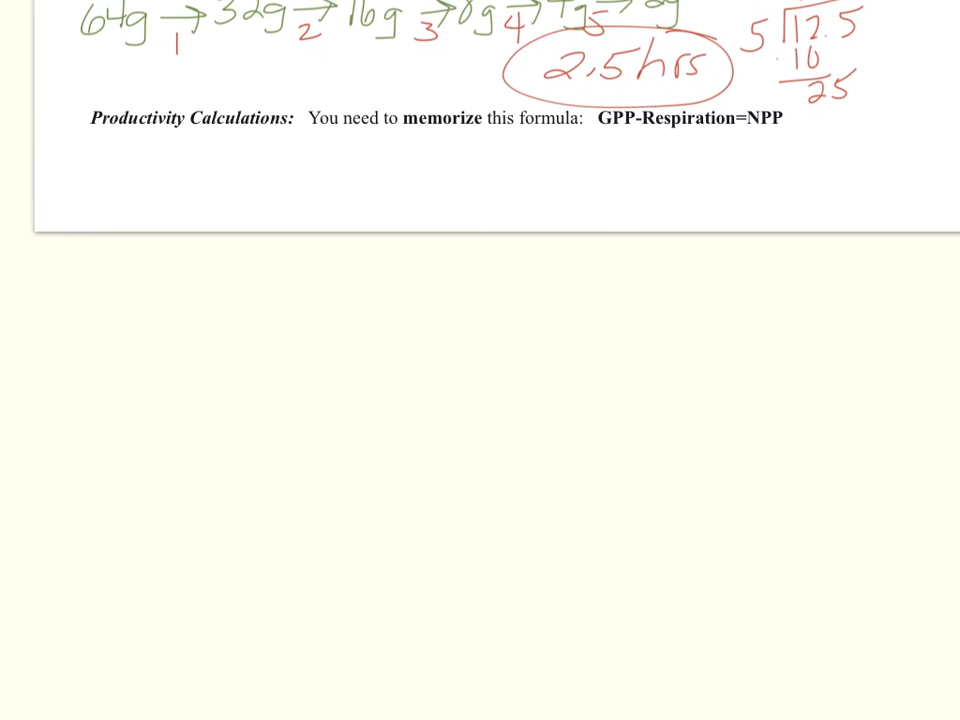 64g → 32g → 16g → 8g → 4g → 2g
1 2 3 4 5
2.5 hrs
5 12.5
10
25
Productivity Calculations: You need to memorize this formula: GPP-Respiration=NPP